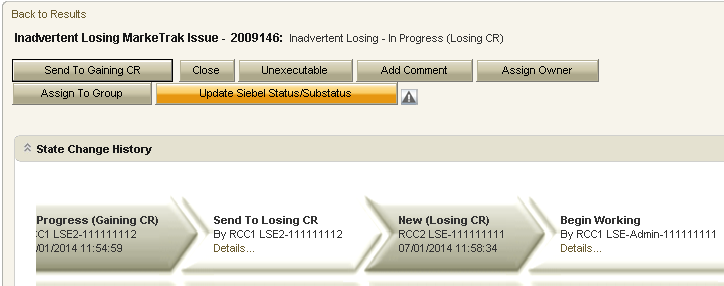 Back to Results
Inadvertent Losing MarkeTrak Issue - 2009146: Inadvertent Losing - In Progress (Losing CR)
Send To Gaining CR Close Unexecutable Add Comment Assign Owner
Assign To Group Update Siebel Status/Substatus
State Change History
Progress (Gaining CR) Send To Losing CR New (Losing CR) Begin Working
CC1 LSE2-111111112 By RCC1 LSE2-111111112 RCC2 LSE-111111111 By RCC1 LSE-Admin-111111111
/01/2014 11:54:59 Details... 07/01/2014 11:58:34 Details...